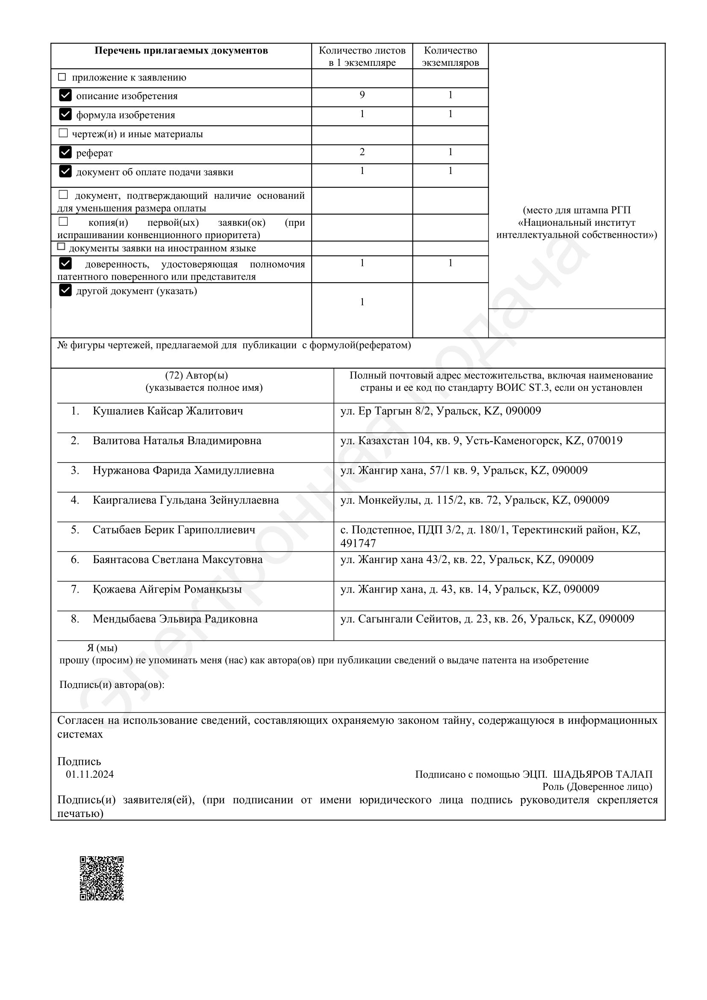 Перечень прилагаемых документов
Количество листов
в 1 экземпляре
Количество
экземпляров
приложение к заявлению
описание изобретения
9
1
формула изобретения
1
1
чертеж(и) и иные материалы
реферат
2
1
документ об оплате подачи заявки
1
1
документ, подтверждающий наличие оснований
для уменьшения размера оплаты
копия(и) первой(ых) заявки(ок) (при
испрашивании конвенционного приоритета)
документы заявки на иностранном языке
доверенность, удостоверяющая полномочия
патентного поверенного или представителя
1
1
другой документ (указать)
1
(место для штампа РГП
«Национальный институт
интеллектуальной собственности»)
№ фигуры чертежей, предлагаемой для публикации с формулой(рефератом)
(72) Автор(ы)
(указывается полное имя)
Полный почтовый адрес местожительства, включая наименование
страны и ее код по стандарту ВОИС ST.3, если он установлен
1. Кушалиев Кайсар Жалитович
ул. Ер Таргын 8/2, Уральск, KZ, 090009
2. Валитова Наталья Владимировна
ул. Казахстан 104, кв. 9, Усть-Каменогорск, KZ, 070019
3. Нуржанова Фарида Хамидуллиевна
ул. Жангир хана, 57/1 кв. 9, Уральск, KZ, 090009
4. Каиргалиева Гульдана Зейнуллаевна
ул. Монкейулы, д. 115/2, кв. 72, Уральск, KZ, 090009
5. Сатыбаев Берик Гариполлиевич
с. Подстепное, ПДП 3/2, д. 180/1, Теректинский район, KZ,
491747
6. Баянтасова Светлана Максутовна
ул. Жангир хана 43/2, кв. 22, Уральск, KZ, 090009
7. Қожаева Айгерім Романқызы
ул. Жангир хана, д. 43, кв. 14, Уральск, KZ, 090009
8. Мендыбаева Эльвира Радиковна
ул. Сагынгали Сейитов, д. 23, кв. 26, Уральск, KZ, 090009
Я (мы)
прошу (просим) не упоминать меня (нас) как автора(ов) при публикации сведений о выдаче патента на изобретение
Подпись(и) автора(ов):
Согласен на использование сведений, составляющих охраняемую законом тайну, содержащуюся в информационных
системах
Подпись
01.11.2024
Подписано с помощью ЭЦП. ШАДЬЯРОВ ТАЛАП
Роль (Доверенное лицо)
Подпись(и) заявителя(ей), (при подписании от имени юридического лица подпись руководителя скрепляется
печатью)
Электронная подача